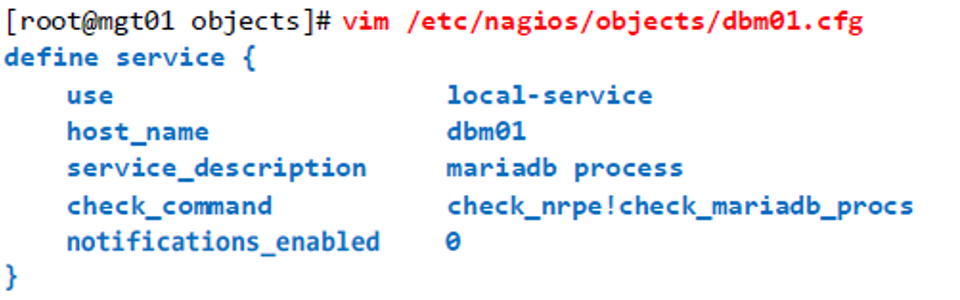 [root@mgt01 objects]# vim /etc/nagios/objects/dbm01.cfg
define service {
    use                     local-service
    host_name               dbm01
    service_description     mariadb process
    check_command           check_nrpe!check_mariadb_procs
    notifications_enabled   0
}